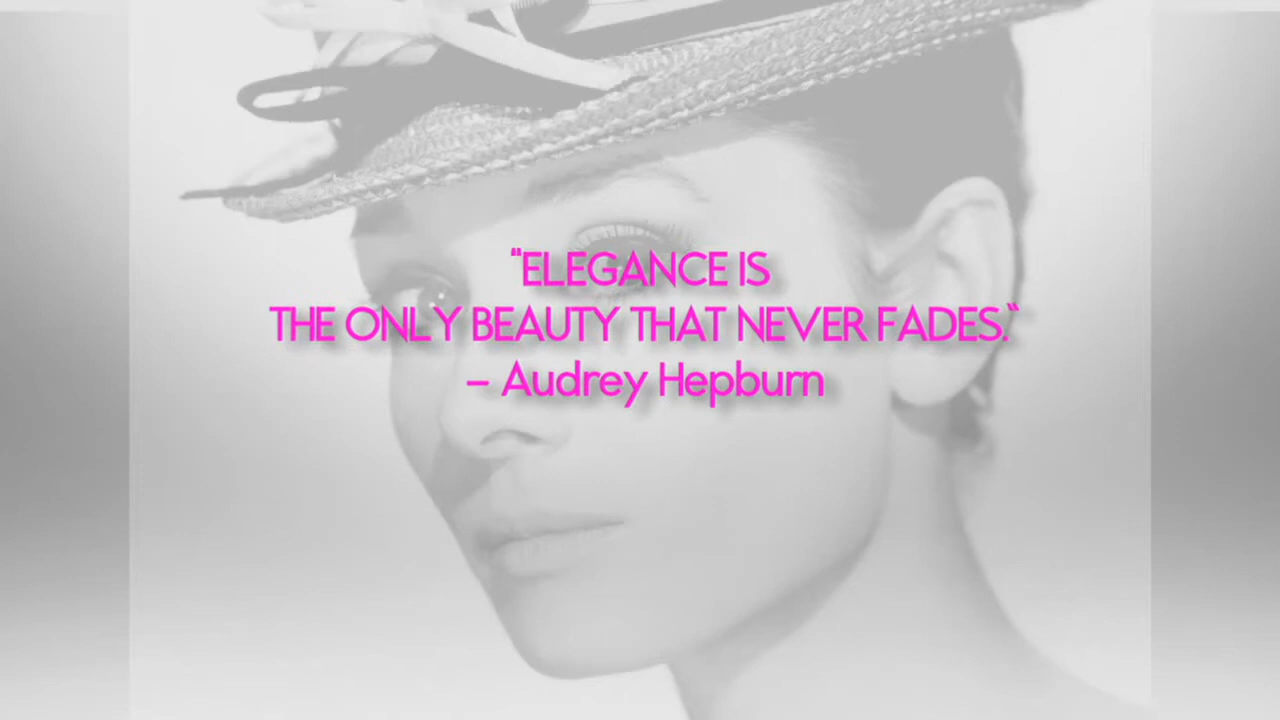 "ELEGANCE IS
THE ONLY BEAUTY THAT NEVER FADES."
– Audrey Hepburn